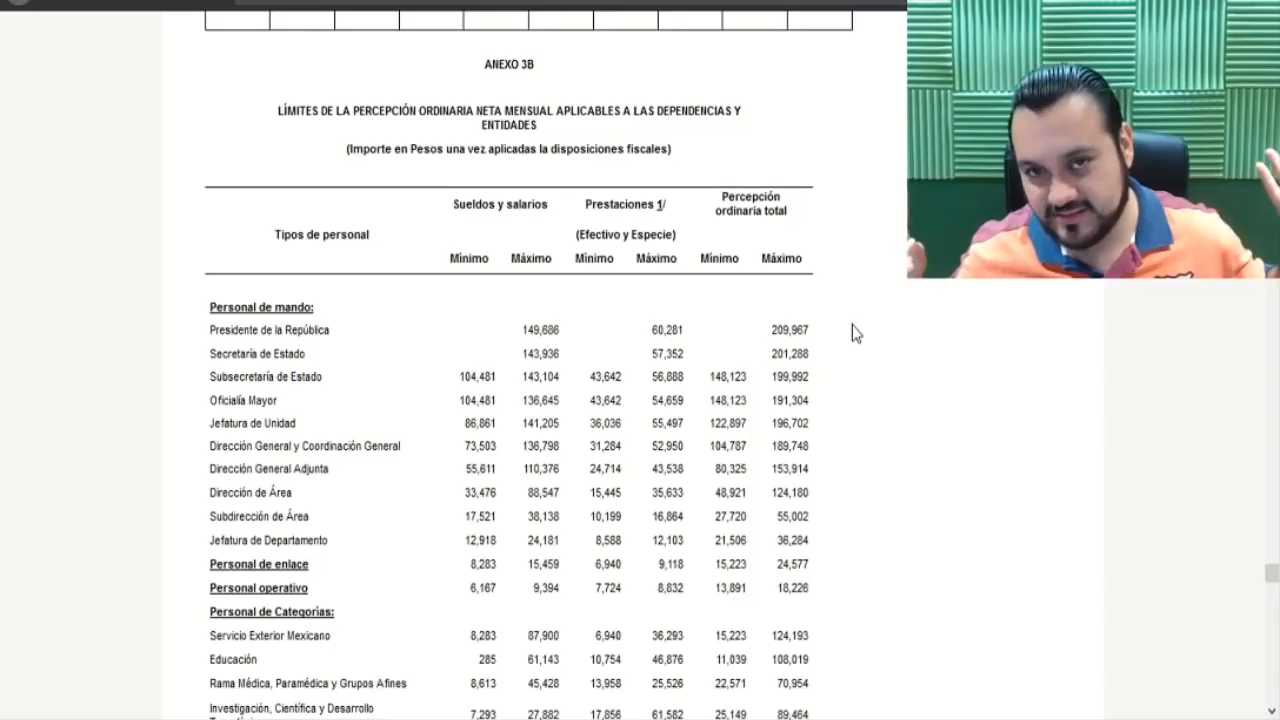 ANEXO 3B
LÍMITES DE LA PERCEPCIÓN ORDINARIA NETA MENSUAL APLICABLES A LAS DEPENDENCIAS Y
ENTIDADES
(Importe en Pesos una vez aplicadas la disposiciones fiscales)
Tipos de personal Sueldos y salarios Prestaciones 1/ (Efectivo y Especie) Percepción ordinaria total
Mínimo Máximo Mínimo Máximo Mínimo Máximo
Personal de mando:
Presidente de la República 149,686 60,281 209,967
Secretaría de Estado 143,936 57,352 201,288
Subsecretaría de Estado 104,481 143,104 43,642 56,888 148,123 199,992
Oficialía Mayor 104,481 136,645 43,642 54,659 148,123 191,304
Jefatura de Unidad 86,861 141,205 36,036 55,497 122,897 196,702
Dirección General y Coordinación General 73,503 136,798 31,284 52,950 104,787 189,748
Dirección General Adjunta 55,611 110,376 24,714 43,538 80,325 153,914
Dirección de Área 33,476 88,547 15,445 35,633 48,921 124,180
Subdirección de Área 17,521 38,138 10,199 16,864 27,720 55,002
Jefatura de Departamento 12,918 24,181 8,588 12,103 21,506 36,284
Personal de enlace 8,283 15,459 6,940 9,118 15,223 24,577
Personal operativo 6,167 9,394 7,724 8,832 13,891 18,226
Personal de Categorías:
Servicio Exterior Mexicano 8,283 87,900 6,940 36,293 15,223 124,193
Educación 285 61,143 10,754 46,876 11,039 108,019
Rama Médica, Paramédica y Grupos Afines 8,613 45,428 13,958 25,526 22,571 70,954
Investigación, Científica y Desarrollo 7,293 27,882 17,856 61,582 25,149 89,464